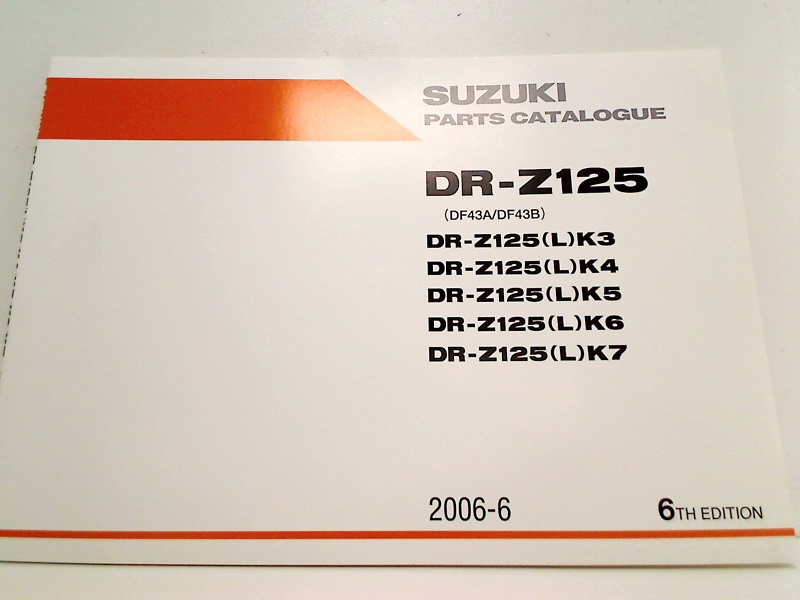 SUZUKI
PARTS CATALOGUE
DR-Z125
(DF43A/DF43B)
DR-Z125(L)K3
DR-Z125(L)K4
DR-Z125(L)K5
DR-Z125(L)K6
DR-Z125(L)K7
2006-6
6TH EDITION